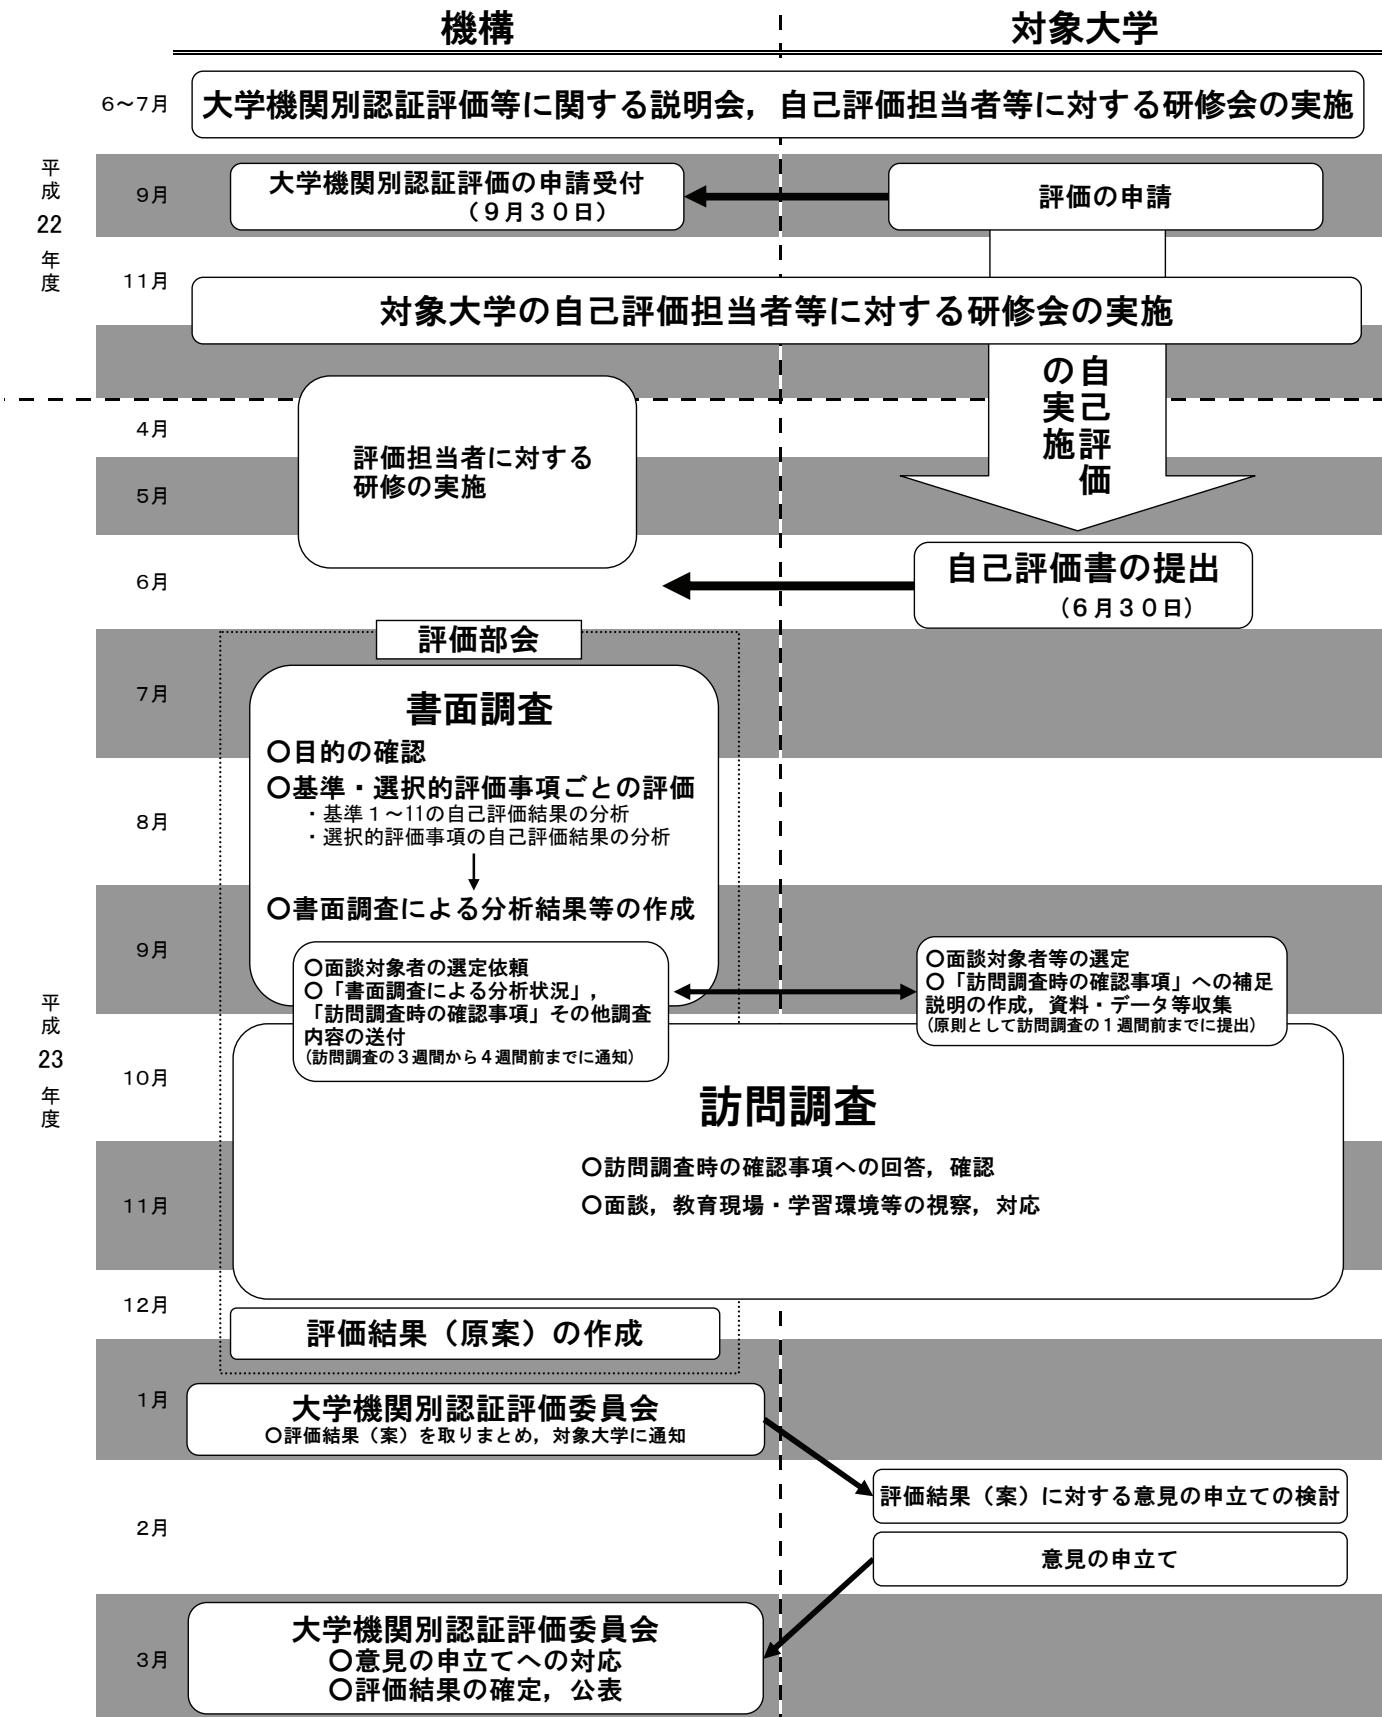 機構
対象大学
平成22年度
6～7月
大学機関別認証評価等に関する説明会，自己評価担当者等に対する研修会の実施
9月
大学機関別認証評価の申請受付
（９月３０日）
評価の申請
11月
対象大学の自己評価担当者等に対する研修会の実施
自己評価
の実施
平成23年度
4月
評価担当者に対する
研修の実施
5月
6月
自己評価書の提出
（６月３０日）
評価部会
7月
書面調査
○目的の確認
○基準・選択的評価事項ごとの評価
・基準１～11の自己評価結果の分析
・選択的評価事項の自己評価結果の分析
8月
○書面調査による分析結果等の作成
9月
○面談対象者の選定依頼
○「書面調査による分析状況」，
「訪問調査時の確認事項」その他調査
内容の送付
(訪問調査の３週間から４週間前までに通知)
○面談対象者等の選定
○「訪問調査時の確認事項」への補足
説明の作成，資料・データ等収集
(原則として訪問調査の１週間前までに提出)
10月
訪問調査
○訪問調査時の確認事項への回答，確認
○面談，教育現場・学習環境等の視察，対応
11月
12月
評価結果（原案）の作成
1月
大学機関別認証評価委員会
○評価結果（案）を取りまとめ，対象大学に通知
評価結果（案）に対する意見の申立ての検討
2月
意見の申立て
3月
大学機関別認証評価委員会
○意見の申立てへの対応
○評価結果の確定，公表